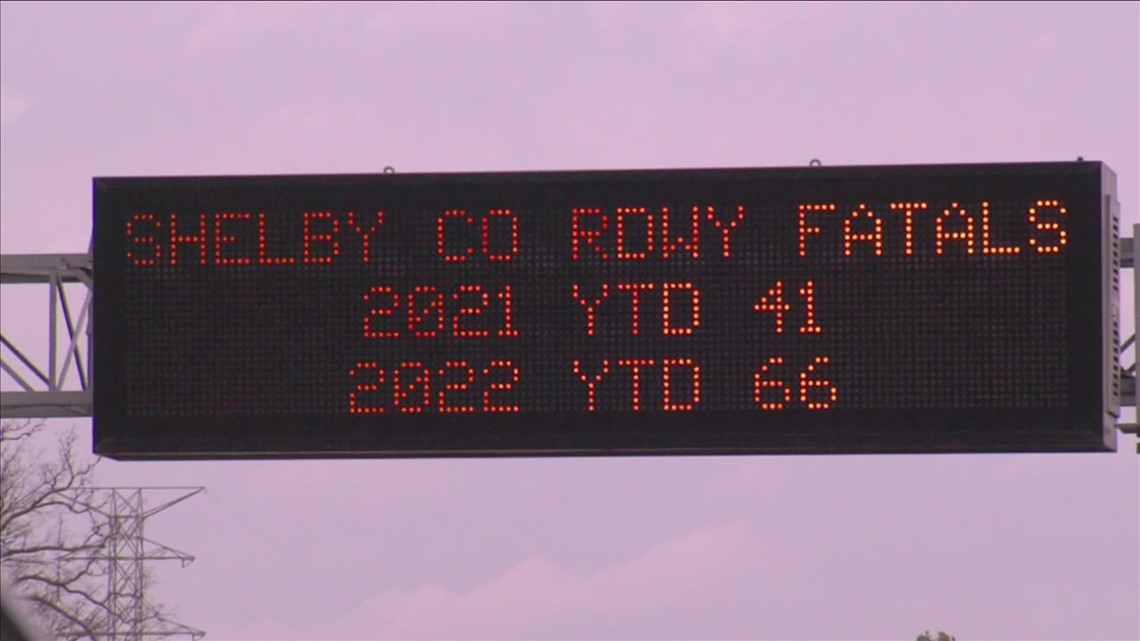 SHELBY CO RDWY FATALS
2021 YTD 41
2022 YTD 66